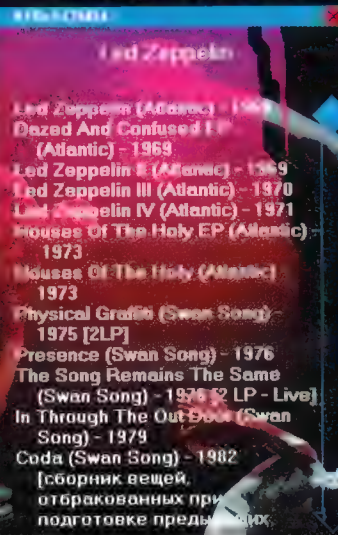 Led Zeppelin
Led Zeppelin (Atlantic) - 1969
Dazed And Confused EP
(Atlantic) - 1969
Led Zeppelin II (Atlantic) - 1969
Led Zeppelin III (Atlantic) - 1970
Led Zeppelin IV (Atlantic) - 1971
Houses Of The Holy EP (Atlantic) -
1973
Houses Of The Holy (Atlantic)
1973
Physical Graffiti (Swan Song) -
1975 [2LP]
Presence (Swan Song) - 1976
The Song Remains The Same
(Swan Song) - 1976 [2 LP - Live]
In Through The Out Door (Swan
Song) - 1979
Coda (Swan Song) - 1982
[сборник вещей,
отбракованных при
подготовке предыдущих